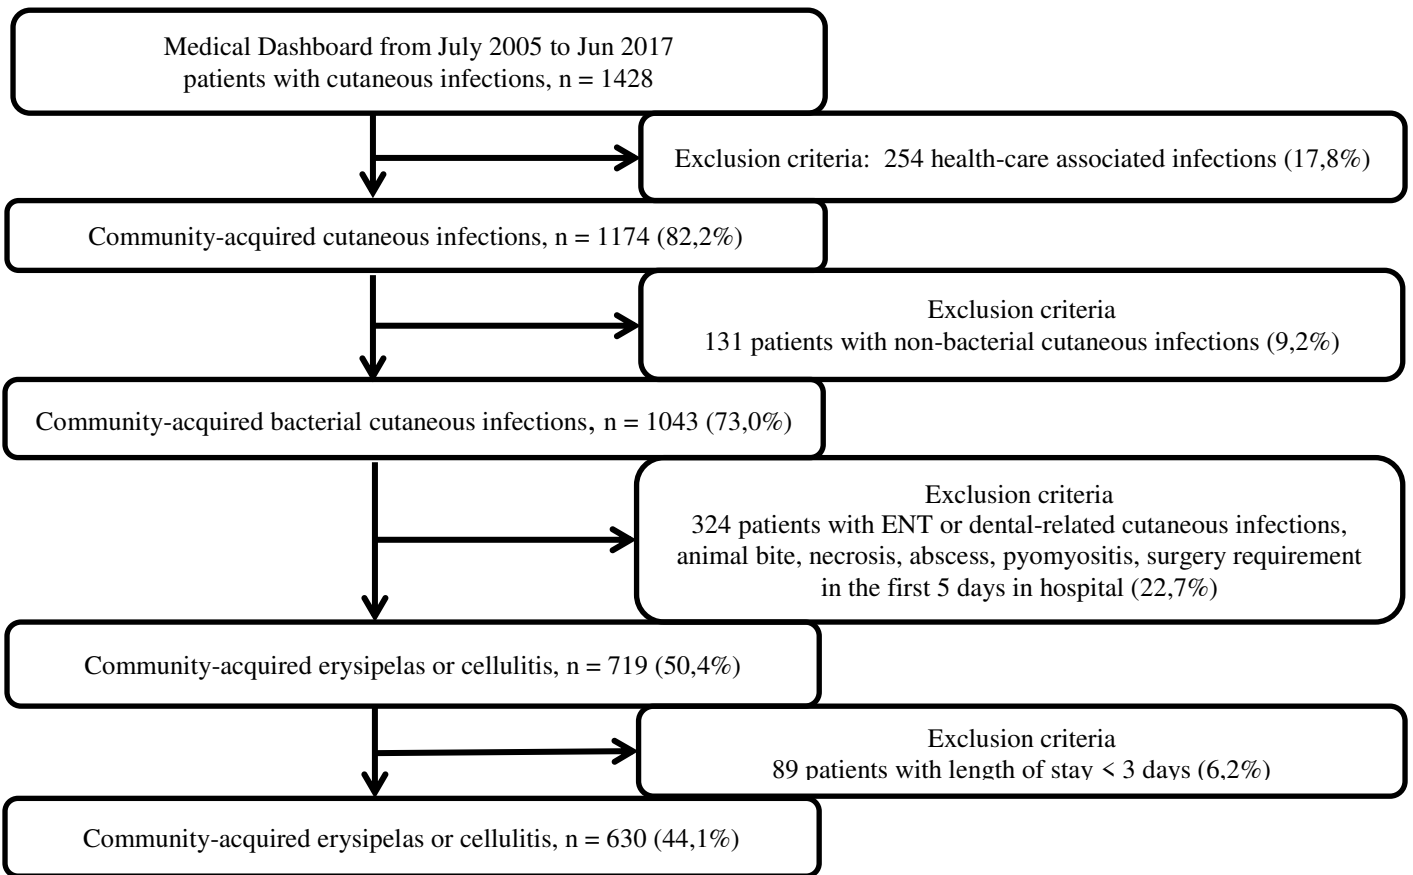 Medical Dashboard from July 2005 to Jun 2017
patients with cutaneous infections, n = 1428
Exclusion criteria:  254 health-care associated infections (17,8%)
Community-acquired cutaneous infections, n = 1174 (82,2%)
Exclusion criteria
131 patients with non-bacterial cutaneous infections (9,2%)
Community-acquired bacterial cutaneous infections, n = 1043 (73,0%)
Exclusion criteria
324 patients with ENT or dental-related cutaneous infections,
animal bite, necrosis, abscess, pyomyositis, surgery requirement
in the first 5 days in hospital (22,7%)
Community-acquired erysipelas or cellulitis, n = 719 (50,4%)
Exclusion criteria
89 patients with length of stay < 3 days (6,2%)
Community-acquired erysipelas or cellulitis, n = 630 (44,1%)